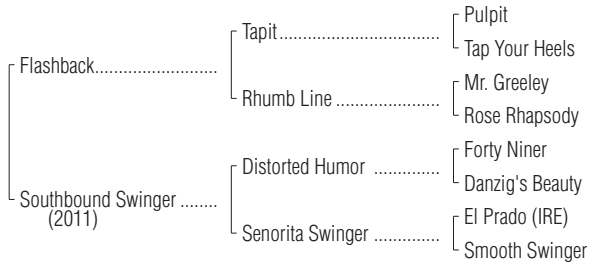 Pulpit
Tapit..................................
Tap Your Heels
Flashback..........................
Mr. Greeley
Rhumb Line ......................
Rose Rhapsody
Forty Niner
Distorted Humor ..............
Danzig's Beauty
Southbound Swinger ........
(2011)
El Prado (IRE)
Senorita Swinger ..............
Smooth Swinger